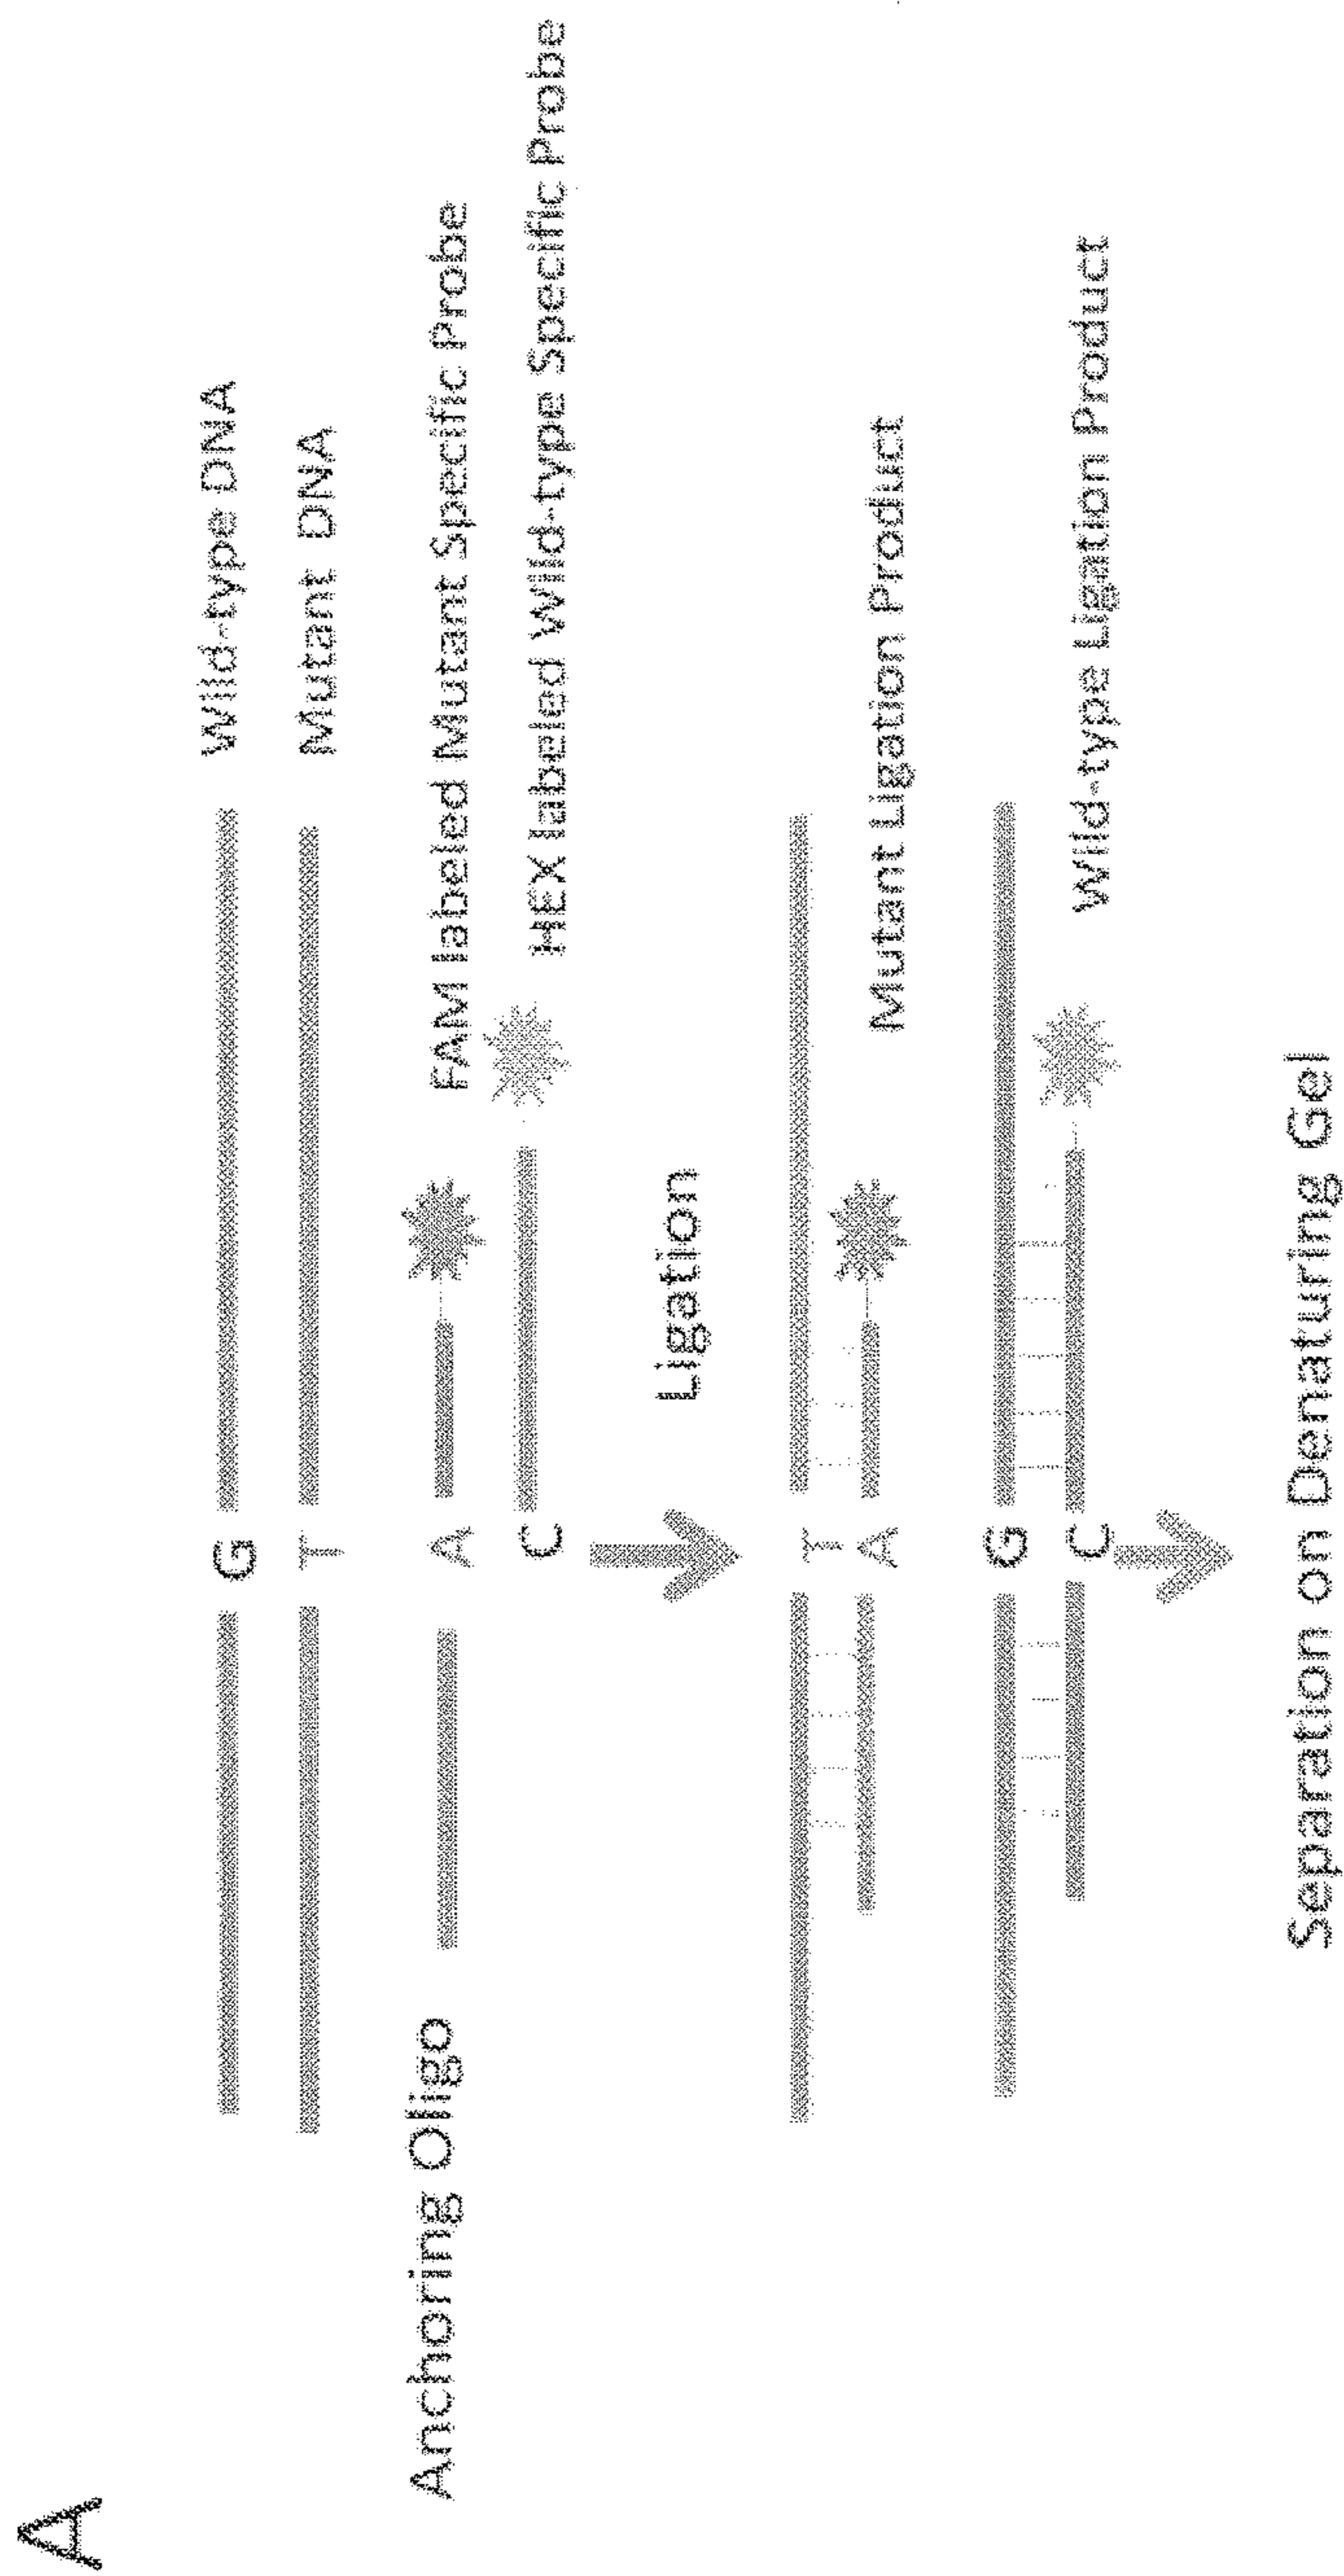 A
G Wild-type DNA
T Mutant DNA
Anchoring Oligo A FAM labeled Mutant Specific Probe
C HEX labeled Wild-type Specific Probe
Ligation
T
A Mutant Ligation Product
G
C Wild-type Ligation Product
Separation on Denaturing Gel